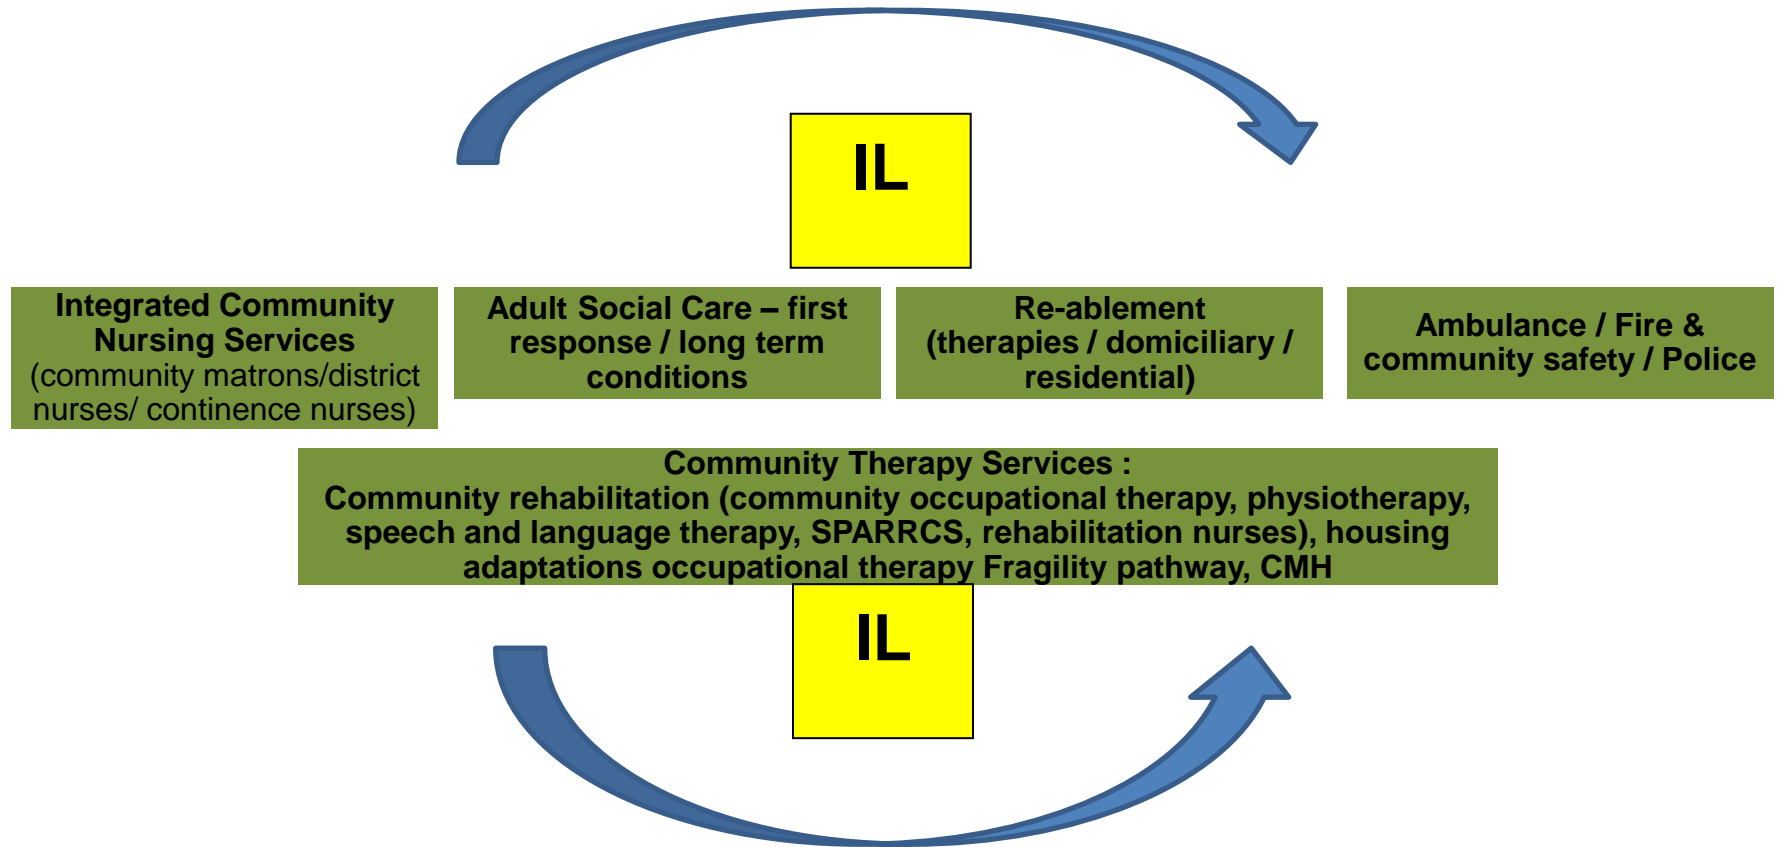 IL
Integrated Community
Nursing Services
(community matrons/district
nurses/ continence nurses)
Adult Social Care – first
response / long term
conditions
Re-ablement
(therapies / domiciliary /
residential)
Ambulance / Fire &
community safety / Police
Community Therapy Services :
Community rehabilitation (community occupational therapy, physiotherapy,
speech and language therapy, SPARRCS, rehabilitation nurses), housing
adaptations occupational therapy Fragility pathway, CMH
IL